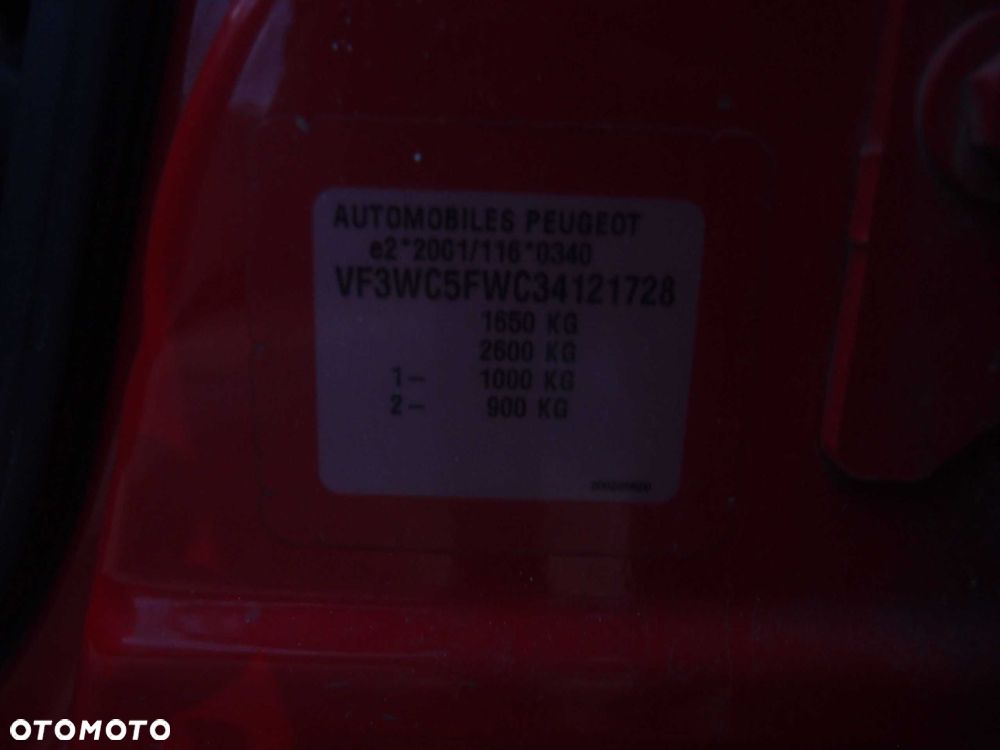 AUTOMOBILES PEUGEOT
e2*2001/116*0340
VF3WC5FWC34121728
1650 KG
2600 KG
1- 1000 KG
2- 900 KG
OTOMOTO